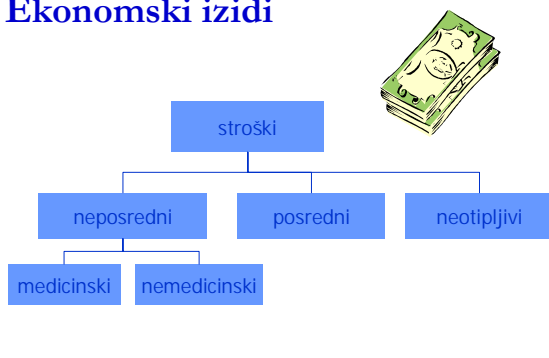 Ekonomski izidi
stroški
neposredni posredni neotipljivi
medicinski nemedicinski